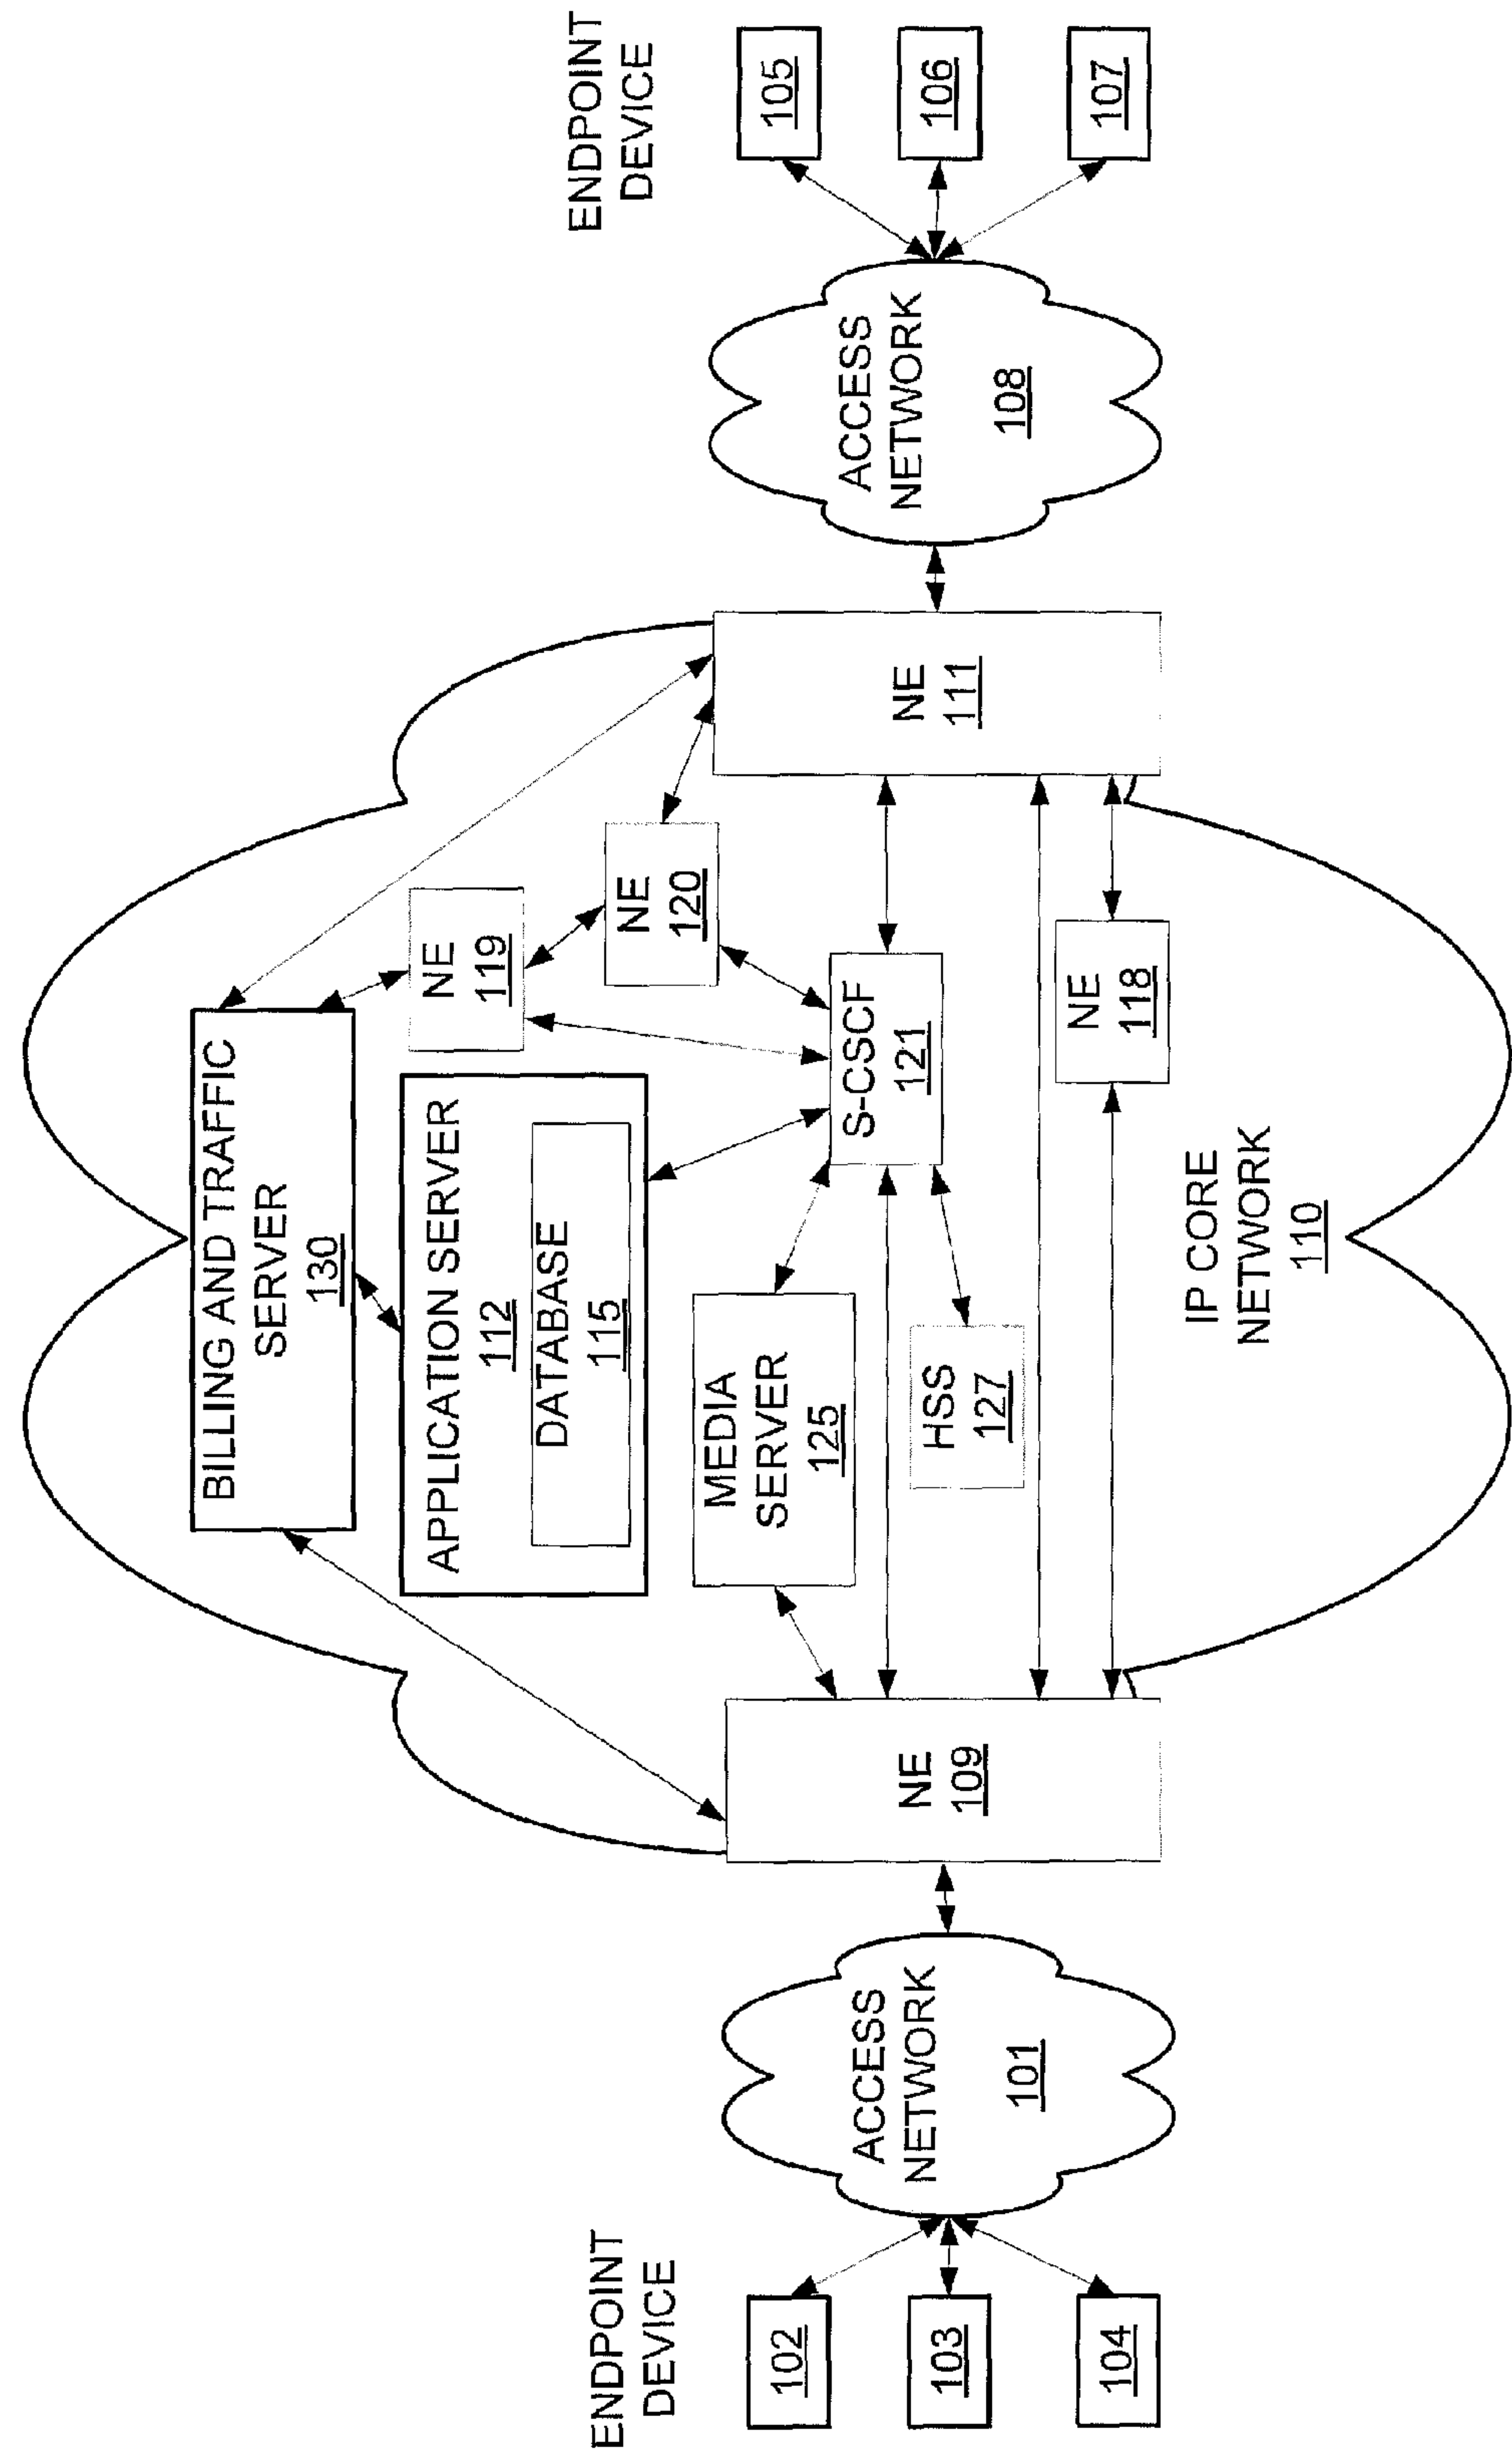 BILLING AND TRAFFIC
SERVER
130
APPLICATION SERVER
112
DATABASE
115
NE
119
NE
120
ENDPOINT
DEVICE
102
103
104
ACCESS
NETWORK
101
NE
109
MEDIA
SERVER
125
S-CSCF
121
HSS
127
NE
118
NE
111
ACCESS
NETWORK
108
ENDPOINT
DEVICE
105
106
107
IP CORE
NETWORK
110